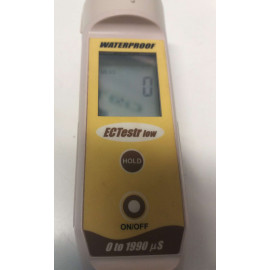 WATERPROOF
0
ECTestr low
HOLD
ON/OFF
0 to 1990 µS